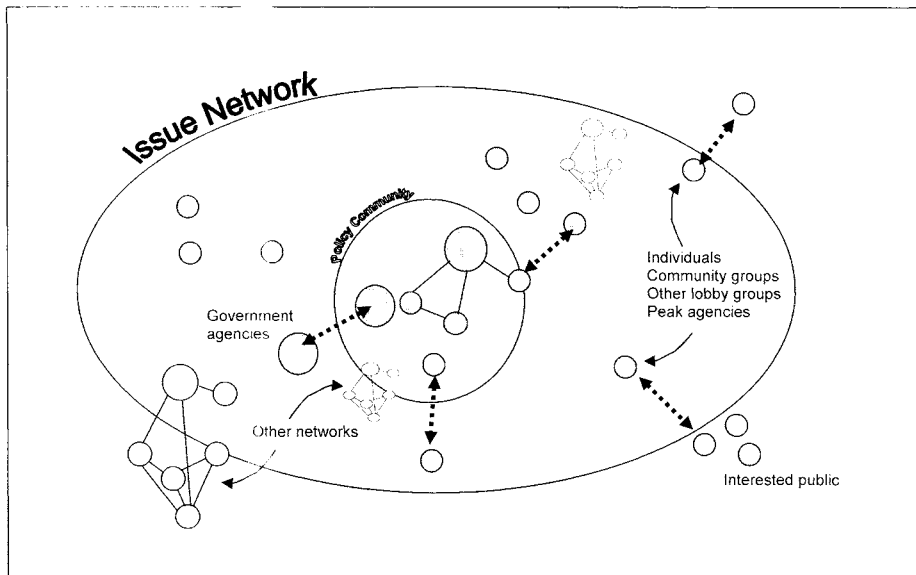 Issue Network
Policy Community
Individuals
Community groups
Other lobby groups
Peak agencies
Government
agencies
Other networks
Interested public